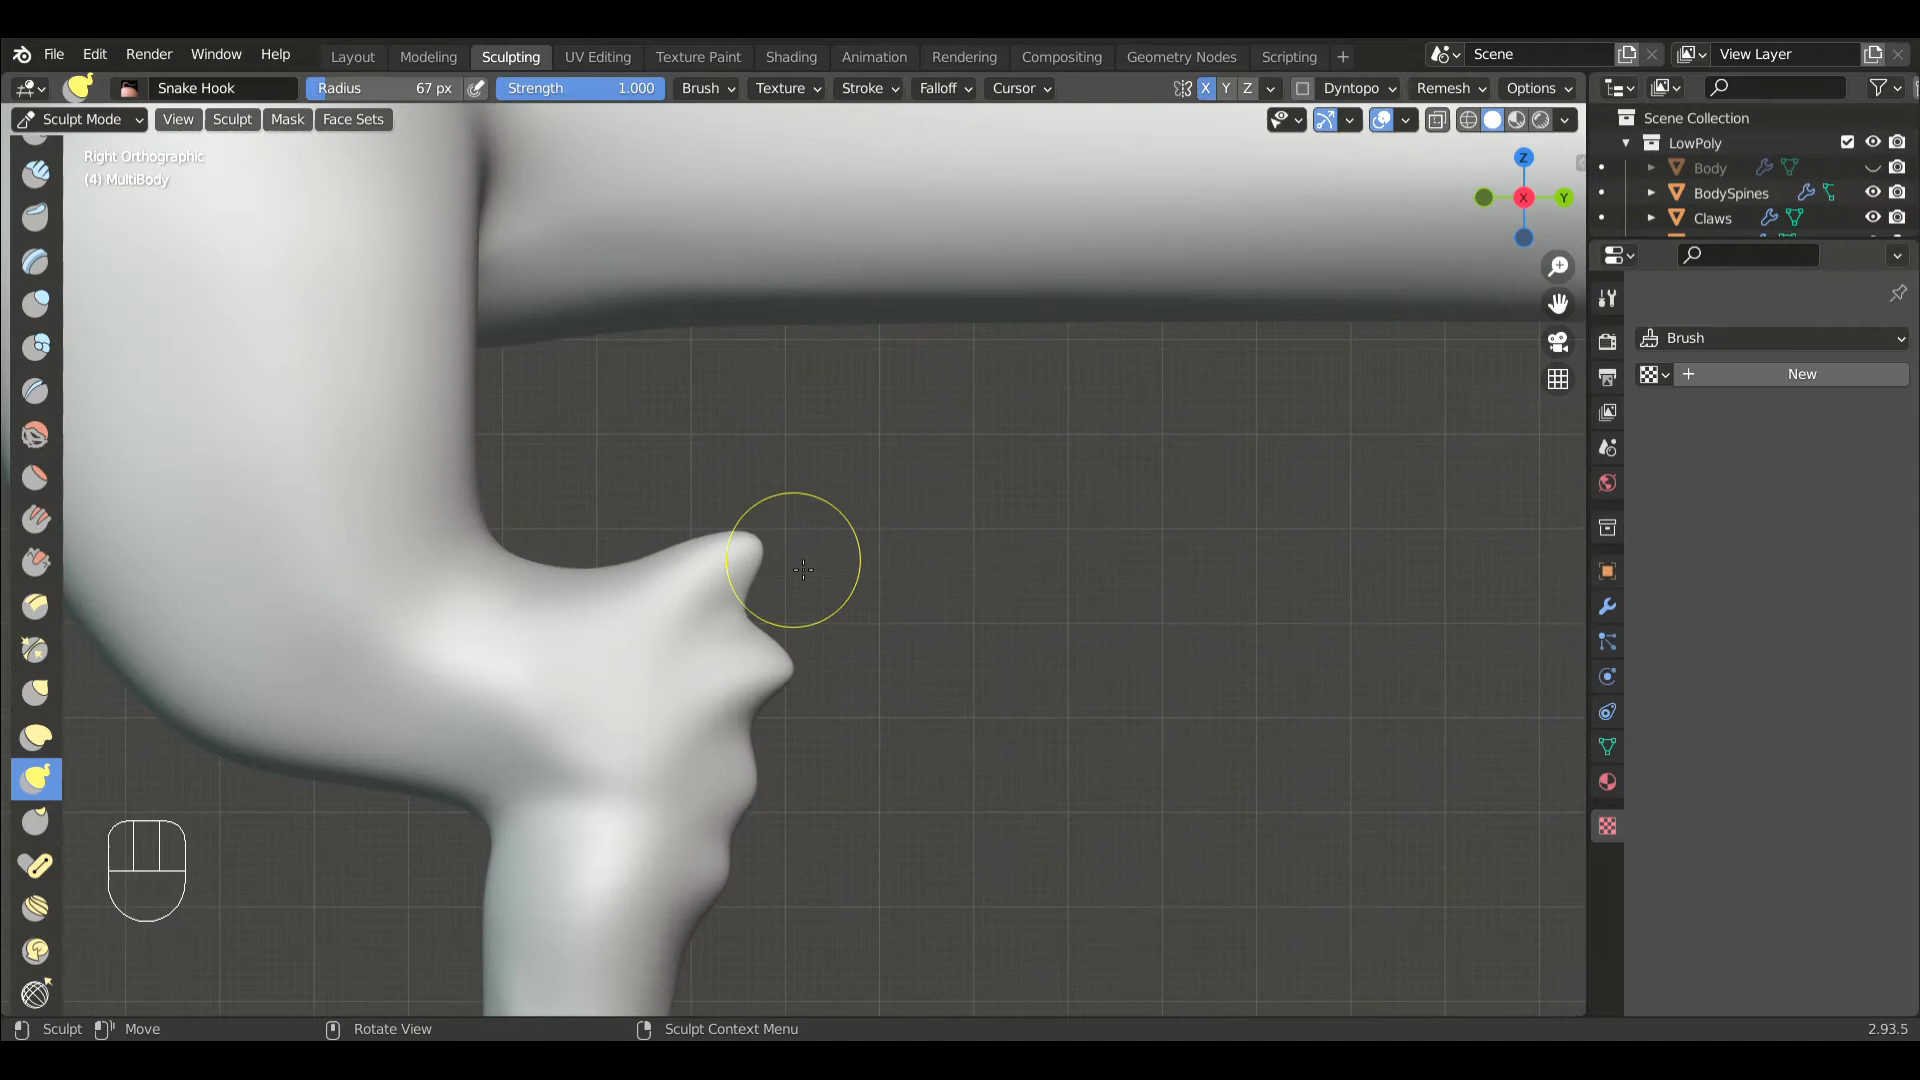 File Edit Render Window Help Layout Modeling Sculpting UV Editing Texture Paint Shading Animation Rendering Compositing Geometry Nodes Scripting + Scene View Layer
Snake Hook Radius 67 px Strength 1.000 Brush Texture Stroke Falloff Cursor X Y Z Dyntopo Remesh Options
Sculpt Mode View Sculpt Mask Face Sets
Scene Collection
LowPoly
Body
BodySpines
Claws
Right Orthographic
(4) MultiBody
Z
X
Y
Brush
+ New
Sculpt Move Rotate View Sculpt Context Menu 2.93.5